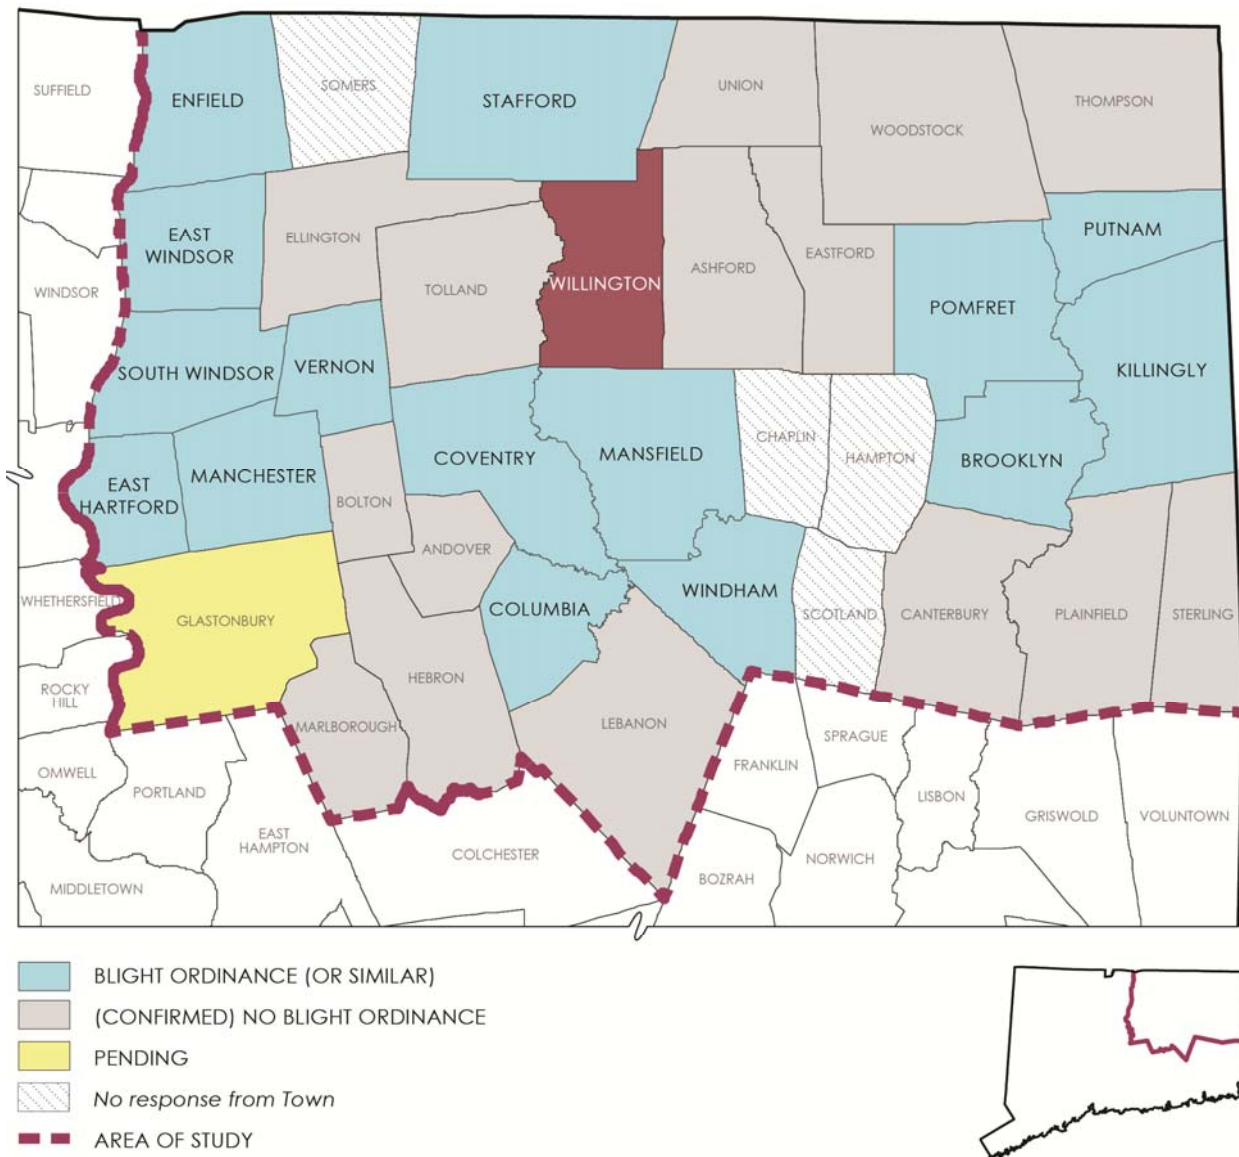 SUFFIELD
ENFIELD
SOMERS
STAFFORD
UNION
WOODSTOCK
THOMPSON
EAST
WINDSOR
ELLINGTON
TOLLAND
WILLINGTON
ASHFORD
EASTFORD
PUTNAM
WINDSOR
POMFRET
SOUTH WINDSOR
VERNON
KILLINGLY
EAST
HARTFORD
MANCHESTER
BOLTON
COVENTRY
MANSFIELD
CHAPLIN
HAMPTON
BROOKLYN
ANDOVER
WHETHERSFIELD
GLASTONBURY
COLUMBIA
WINDHAM
SCOTLAND
CANTERBURY
PLAINFIELD
STERLING
ROCKY
HILL
HEBRON
MARLBOROUGH
LEBANON
FRANKLIN
SPRAGUE
LISBON
OMWELL
PORTLAND
EAST
HAMPTON
COLCHESTER
BOZRAH
NORWICH
GRISWOLD
VOLUNTOWN
MIDDLETOWN
BLIGHT ORDINANCE (OR SIMILAR)
(CONFIRMED) NO BLIGHT ORDINANCE
PENDING
No response from Town
AREA OF STUDY